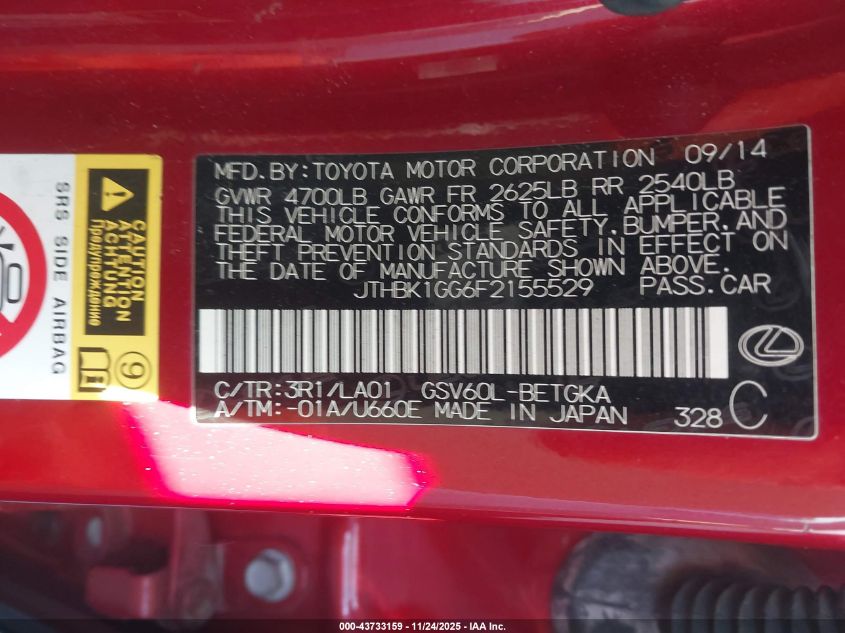 MFD.BY:TOYOTA MOTOR CORPORATION 09/14
GVWR 4700LB GAWR FR 2625LB RR 2540LB
THIS VEHICLE CONFORMS TO ALL APPLICABLE
FEDERAL MOTOR VEHICLE SAFETY,BUMPER,AND
THEFT PREVENTION STANDARDS IN EFFECT ON
THE DATE OF MANUFACTURE SHOWN ABOVE.
JTHBK1GG6F2155529 PASS.CAR
C/TR:3R1/LA01 GSV60L-BETGKA
A/TM:-01A/U660E MADE IN JAPAN 328 C
SRS SIDE AIRBAG
CAUTION
ATTENTION
ACHTUNG
Предупреждение
9
000-43733159 - 11/24/2025 - IAA Inc.